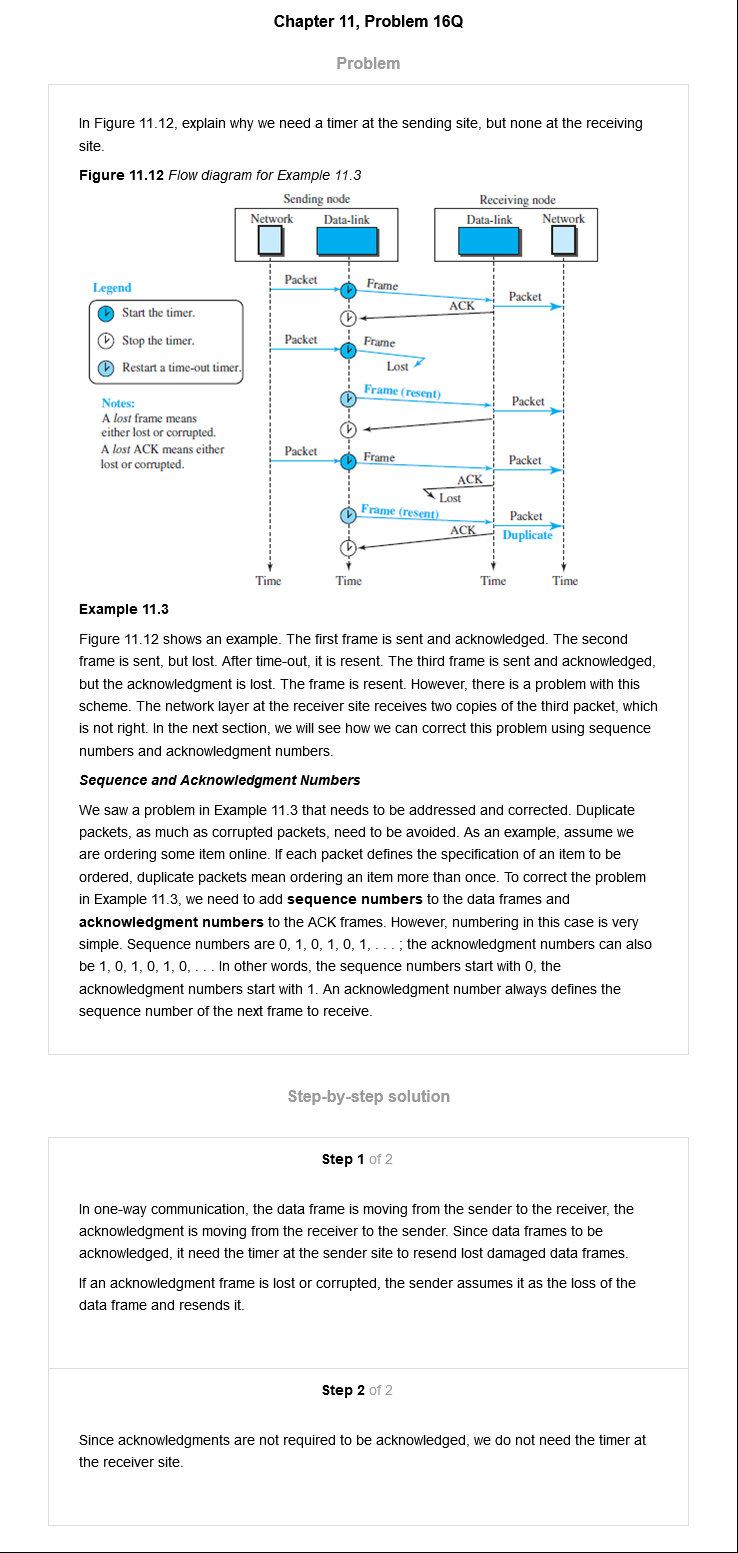 Chapter 11, Problem 16Q
Problem
In Figure 11.12, explain why we need a timer at the sending site, but none at the receiving
site.
Figure 11.12 Flow diagram for Example 11.3
Sending node
Receiving node
Network
Data-link
Data-link
Network
Legend
Start the timer.
Stop the timer.
Restart a time-out timer.
Notes:
A lost frame means
either lost or corrupted.
A lost ACK means either
lost or corrupted.
Packet
Frame
ACK
Packet
Packet
Frame
Lost
Frame (resent)
Packet
Packet
Frame
Packet
ACK
Lost
Frame (resent)
Packet
ACK
Duplicate
Time
Time
Time
Time
Example 11.3
Figure 11.12 shows an example. The first frame is sent and acknowledged. The second
frame is sent, but lost. After time-out, it is resent. The third frame is sent and acknowledged,
but the acknowledgment is lost. The frame is resent. However, there is a problem with this
scheme. The network layer at the receiver site receives two copies of the third packet, which
is not right. In the next section, we will see how we can correct this problem using sequence
numbers and acknowledgment numbers.
Sequence and Acknowledgment Numbers
We saw a problem in Example 11.3 that needs to be addressed and corrected. Duplicate
packets, as much as corrupted packets, need to be avoided. As an example, assume we
are ordering some item online. If each packet defines the specification of an item to be
ordered, duplicate packets mean ordering an item more than once. To correct the problem
in Example 11.3, we need to add sequence numbers to the data frames and
acknowledgment numbers to the ACK frames. However, numbering in this case is very
simple. Sequence numbers are 0, 1, 0, 1, 0, 1, . . . ; the acknowledgment numbers can also
be 1, 0, 1, 0, 1, 0, . . . In other words, the sequence numbers start with 0, the
acknowledgment numbers start with 1. An acknowledgment number always defines the
sequence number of the next frame to receive.
Step-by-step solution
Step 1 of 2
In one-way communication, the data frame is moving from the sender to the receiver, the
acknowledgment is moving from the receiver to the sender. Since data frames to be
acknowledged, it need the timer at the sender site to resend lost damaged data frames.
If an acknowledgment frame is lost or corrupted, the sender assumes it as the loss of the
data frame and resends it.
Step 2 of 2
Since acknowledgments are not required to be acknowledged, we do not need the timer at
the receiver site.